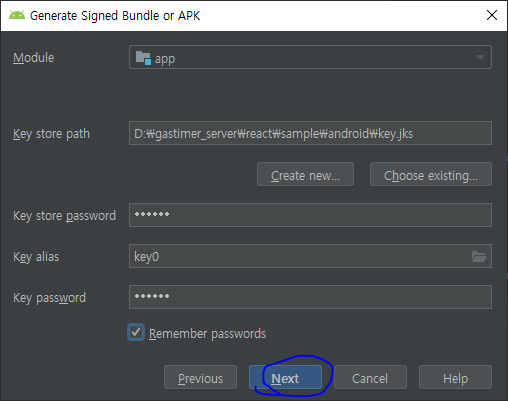 Generate Signed Bundle or APK
Module
app
Key store path
D:₩gastimer_server₩react₩sample₩android₩key.jks
Create new...
Choose existing...
Key store password
••••••
Key alias
key0
Key password
••••••
Remember passwords
Previous
Next
Cancel
Help